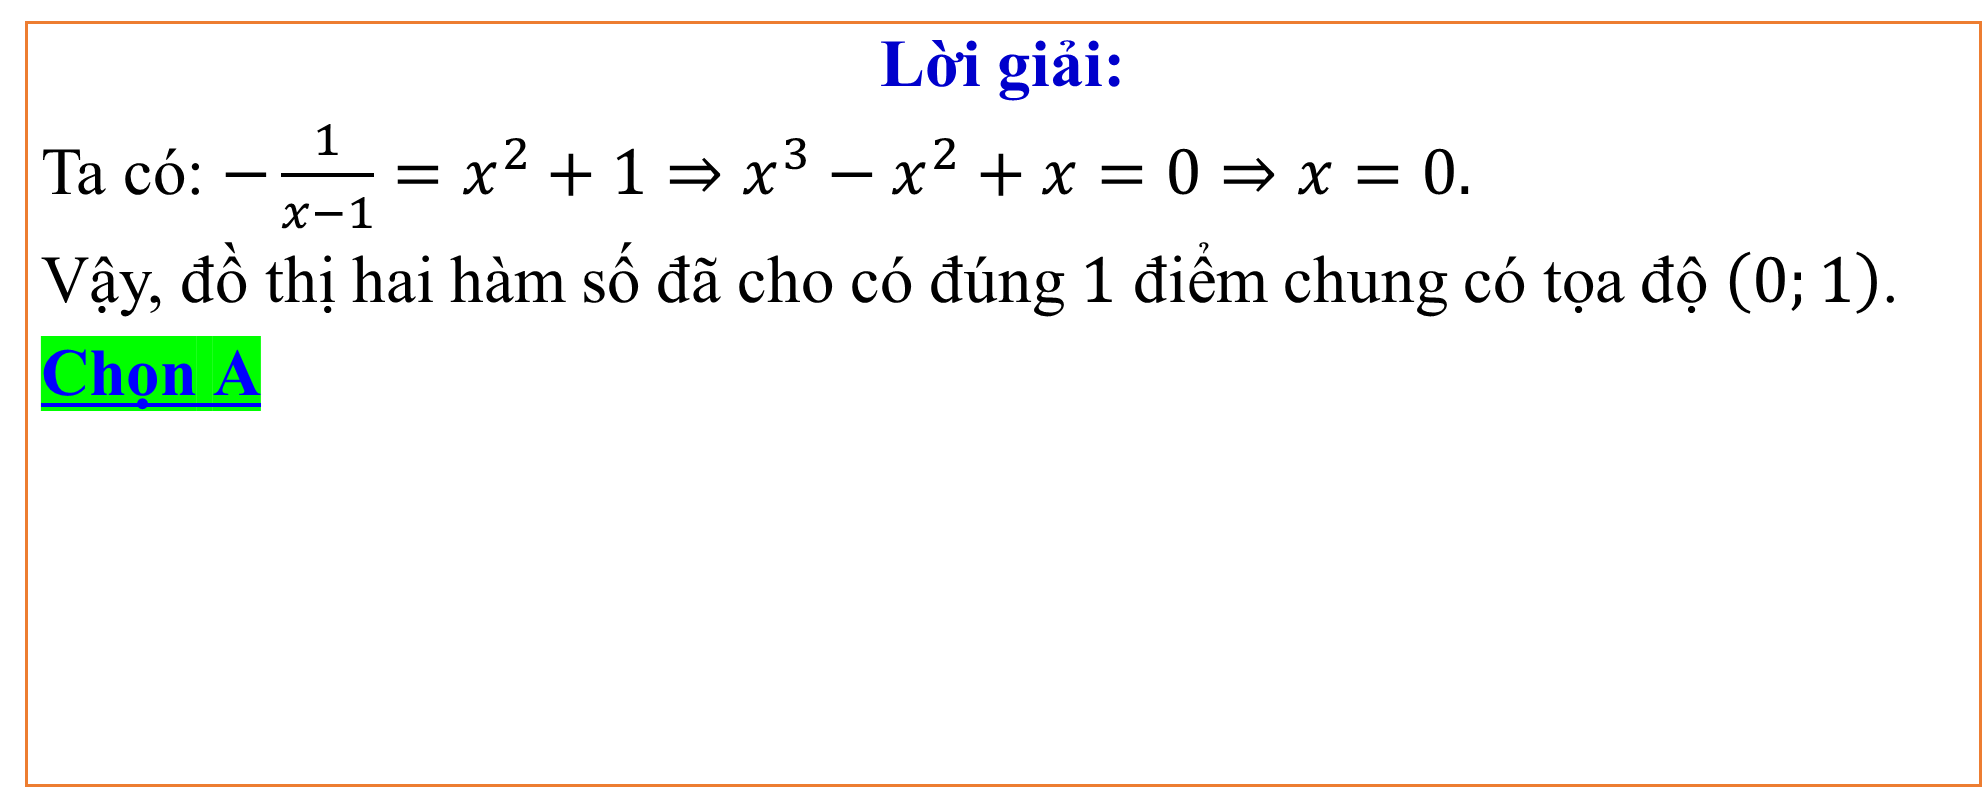 Lời giải:
Ta có: −\frac{1}{x−1} = x² + 1 ⇒ x³ − x² + x = 0 ⇒ x = 0.
Vậy, đồ thị hai hàm số đã cho có đúng 1 điểm chung có tọa độ (0; 1).
Chọn A